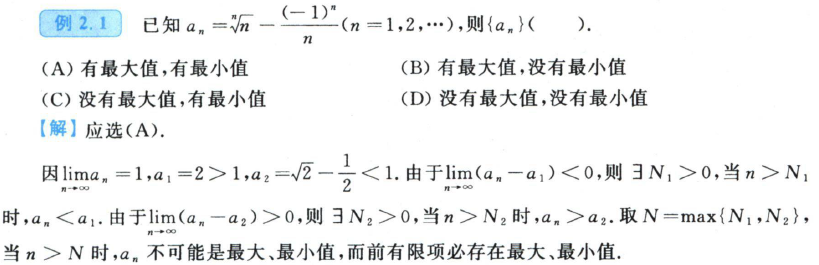 例 2.1 已知 $a_n = \sqrt[n]{n} - \frac{(-1)^n}{n} (n=1,2,\cdots)$,则$\{a_n\}$( ).
(A) 有最大值,有最小值 (B) 有最大值,没有最小值
(C) 没有最大值,有最小值 (D) 没有最大值,没有最小值
【解】应选(A).
因$\lim\limits_{n\to\infty} a_n = 1, a_1 = 2 > 1, a_2 = \sqrt{2} - \frac{1}{2} < 1$. 由于$\lim\limits_{n\to\infty}(a_n - a_1) < 0$,则 $\exists N_1 > 0$,当 $n > N_1$
时,$a_n < a_1$. 由于$\lim\limits_{n\to\infty}(a_n - a_2) > 0$,则 $\exists N_2 > 0$,当 $n > N_2$ 时,$a_n > a_2$. 取 $N = \max\{N_1, N_2\}$,
当 $n > N$ 时,$a_n$ 不可能是最大、最小值,而前有限项必存在最大、最小值.